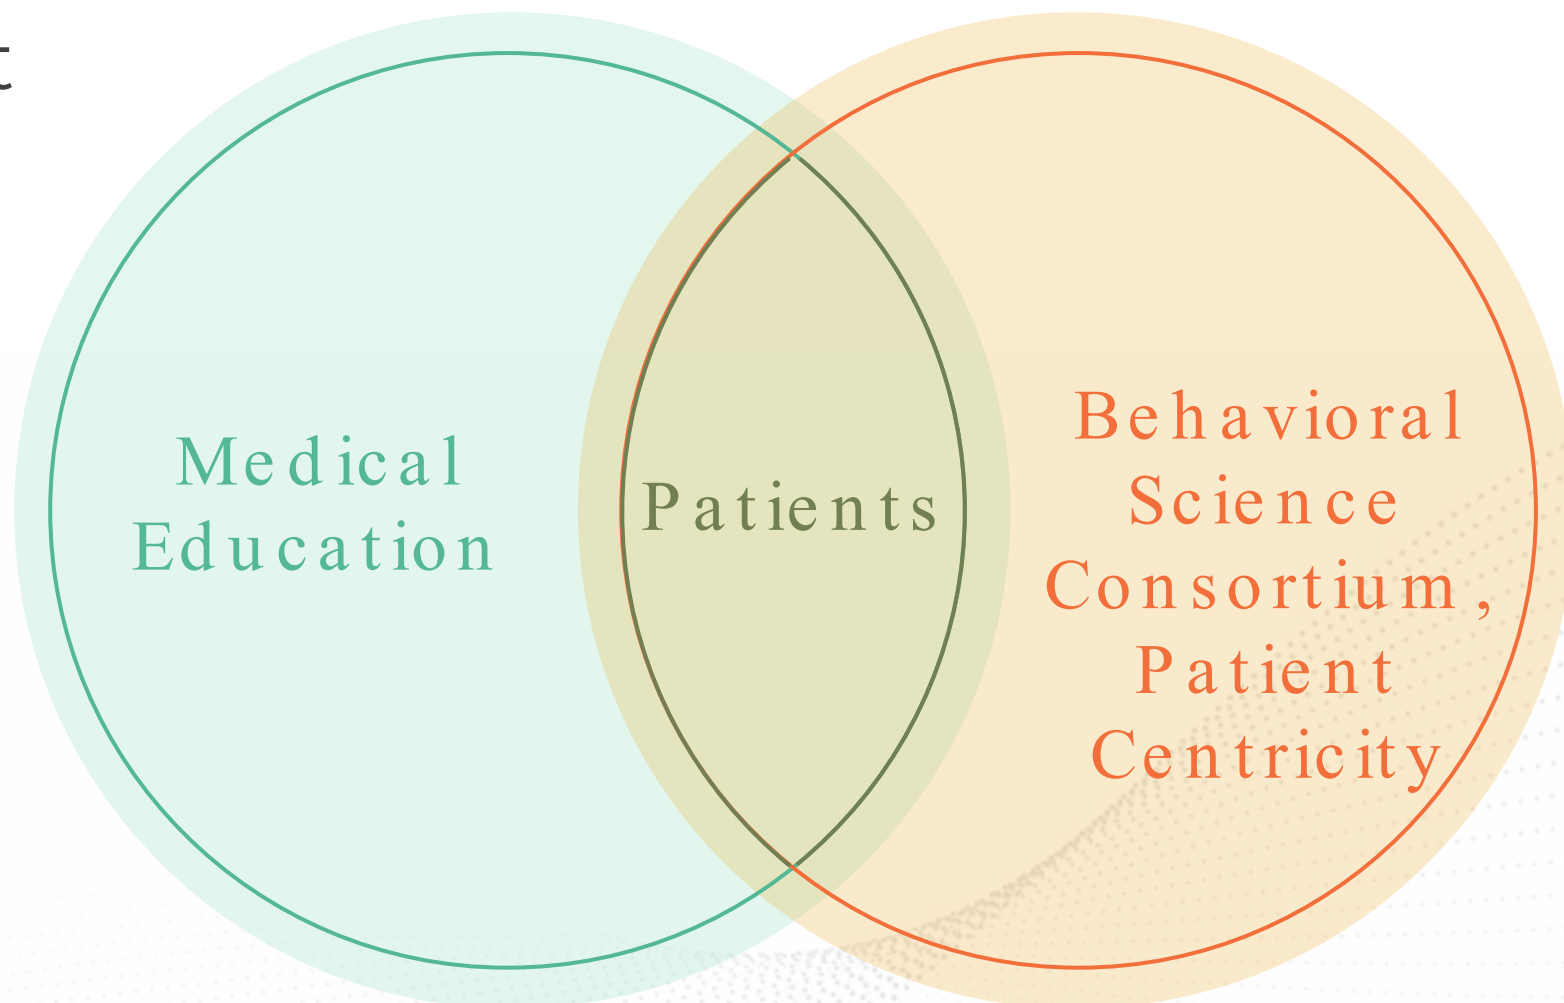 t
Medical
Education
Patients
Behavioral
Science
Consortium,
Patient
Centricity